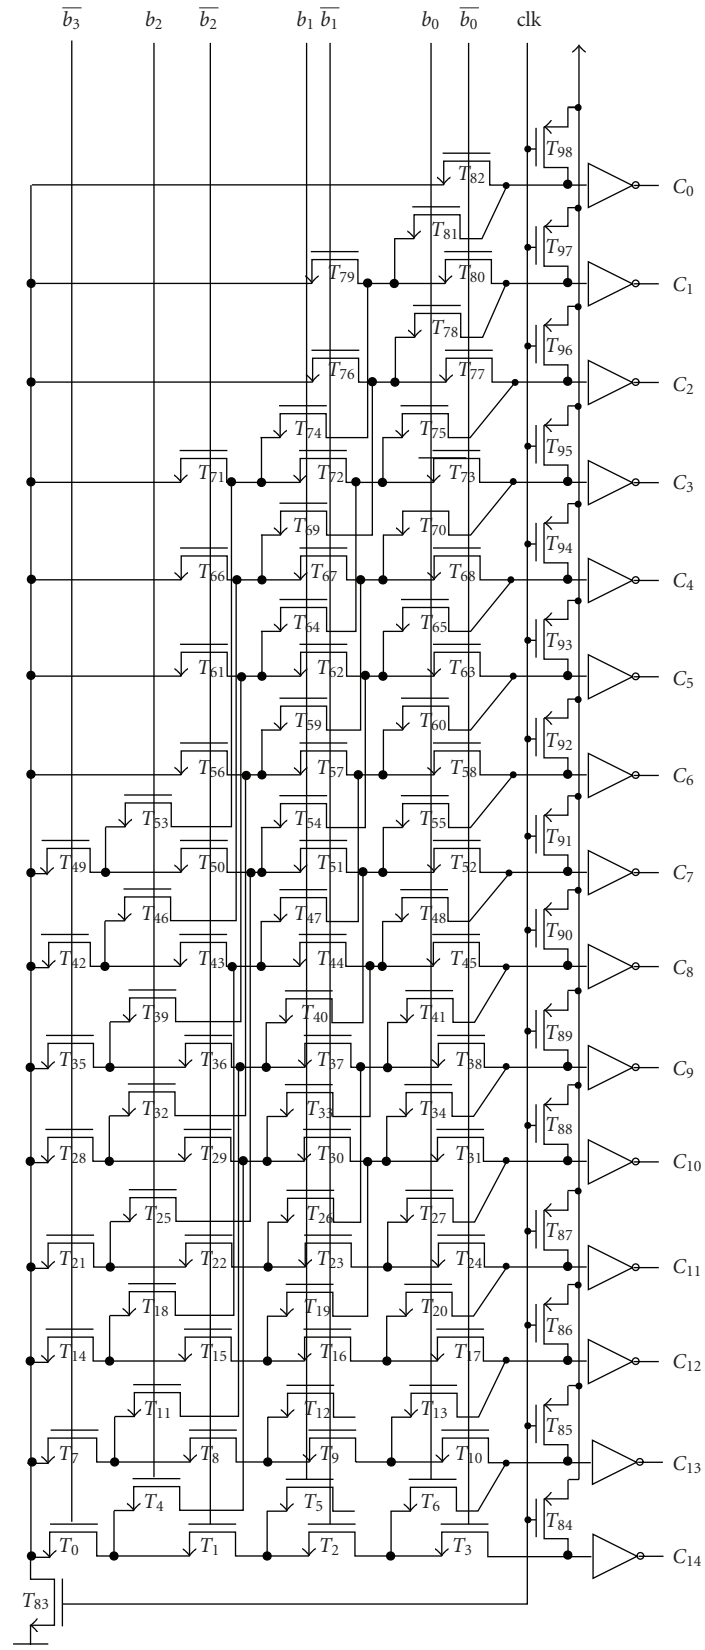 b̅₃ b₂ b̅₂ b₁ b̅₁ b₀ b̅₀ clk
T₉₈
T₈₂ C₀
T₈₁ T₉₇
T₇₉ T₈₀ C₁
T₇₈ T₉₆
T₇₆ T₇₇ C₂
T₇₄ T₇₅ T₉₅
T₇₁ T₇₂ T₇₃ C₃
T₆₉ T₇₀ T₉₄
T₆₆ T₆₇ T₆₈ C₄
T₆₄ T₆₅ T₉₃
T₆₁ T₆₂ T₆₃ C₅
T₅₉ T₆₀ T₉₂
T₅₆ T₅₇ T₅₈ C₆
T₅₃ T₅₄ T₅₅ T₉₁
T₄₉ T₅₀ T₅₁ T₅₂ C₇
T₄₆ T₄₇ T₄₈ T₉₀
T₄₂ T₄₃ T₄₄ T₄₅ C₈
T₃₉ T₄₀ T₄₁ T₈₉
T₃₅ T₃₆ T₃₇ T₃₈ C₉
T₃₂ T₃₃ T₃₄ T₈₈
T₂₈ T₂₉ T₃₀ T₃₁ C₁₀
T₂₅ T₂₆ T₂₇ T₈₇
T₂₁ T₂₂ T₂₃ T₂₄ C₁₁
T₁₈ T₁₉ T₂₀ T₈₆
T₁₄ T₁₅ T₁₆ T₁₇ C₁₂
T₁₁ T₁₂ T₁₃ T₈₅
T₇ T₈ T₉ T₁₀ C₁₃
T₄ T₅ T₆ T₈₄
T₀ T₁ T₂ T₃ C₁₄
T₈₃